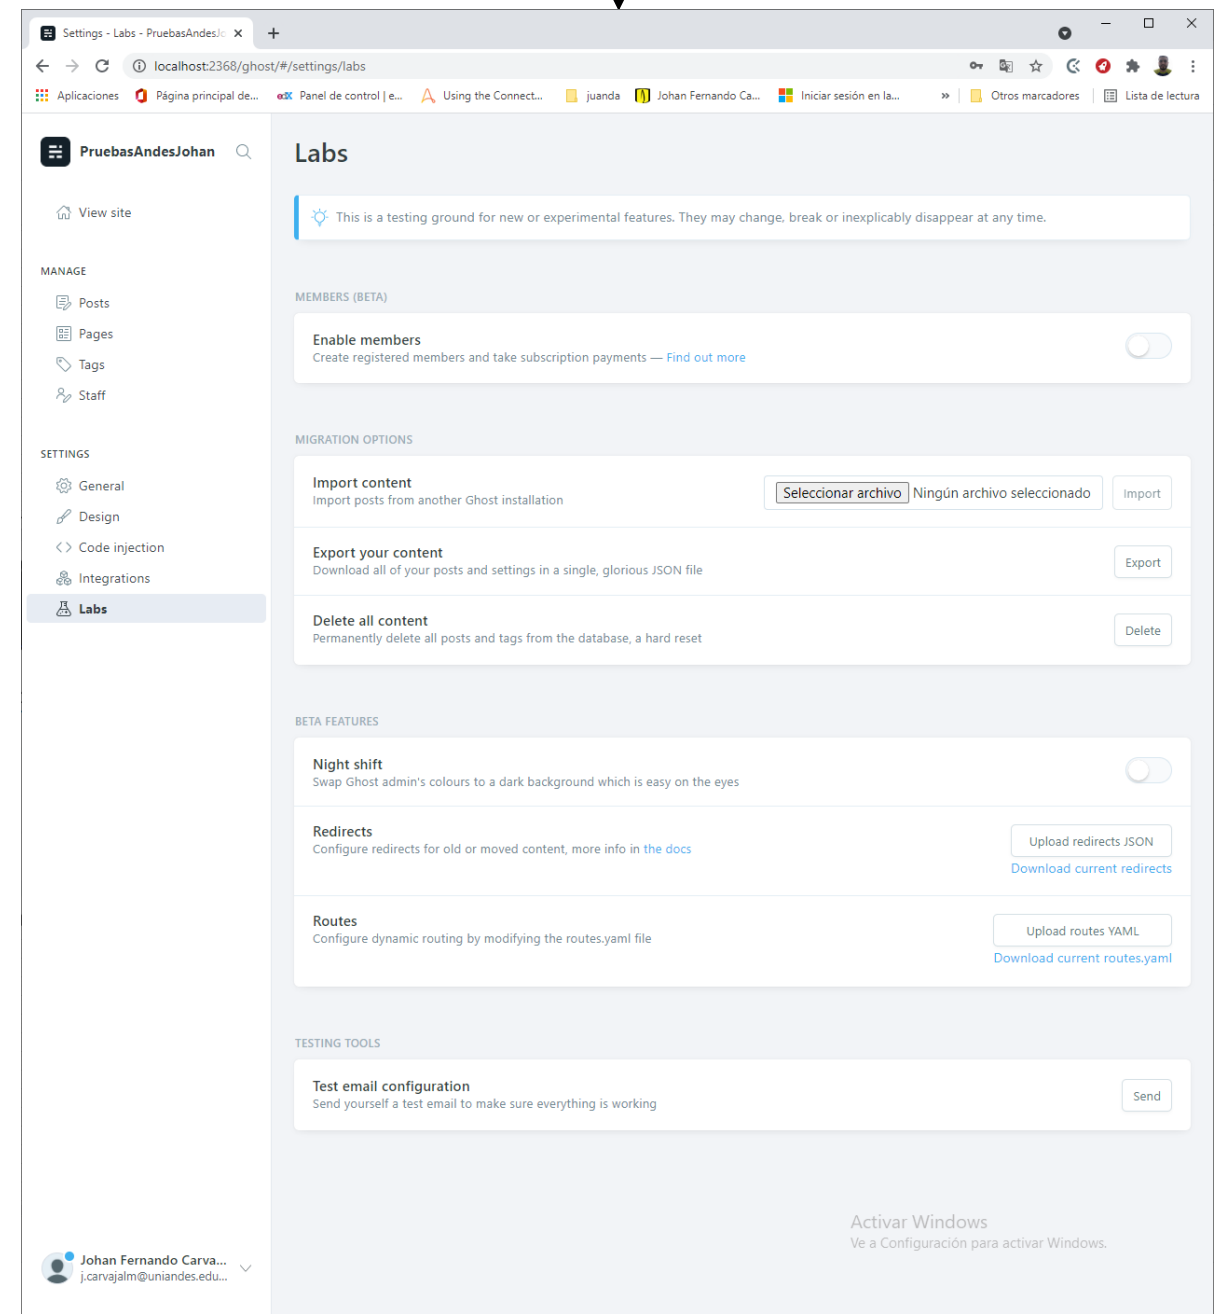 Settings - Labs - PruebasAndesJo
localhost:2368/ghost/#/settings/labs
Aplicaciones
Página principal de...
Panel de control | e...
Using the Connect...
juanda
Johan Fernando Ca...
Iniciar sesión en la...
»
Otros marcadores
Lista de lectura
PruebasAndesJohan
View site
MANAGE
Posts
Pages
Tags
Staff
SETTINGS
General
Design
Code injection
Integrations
Labs
Johan Fernando Carva...
j.carvajalm@uniandes.edu...
Labs
This is a testing ground for new or experimental features. They may change, break or inexplicably disappear at any time.
MEMBERS (BETA)
Enable members
Create registered members and take subscription payments — Find out more
MIGRATION OPTIONS
Import content
Import posts from another Ghost installation
Seleccionar archivo Ningún archivo seleccionado
Import
Export your content
Download all of your posts and settings in a single, glorious JSON file
Export
Delete all content
Permanently delete all posts and tags from the database, a hard reset
Delete
BETA FEATURES
Night shift
Swap Ghost admin's colours to a dark background which is easy on the eyes
Redirects
Configure redirects for old or moved content, more info in the docs
Upload redirects JSON
Download current redirects
Routes
Configure dynamic routing by modifying the routes.yaml file
Upload routes YAML
Download current routes.yaml
TESTING TOOLS
Test email configuration
Send yourself a test email to make sure everything is working
Send
Activar Windows
Ve a Configuración para activar Windows.